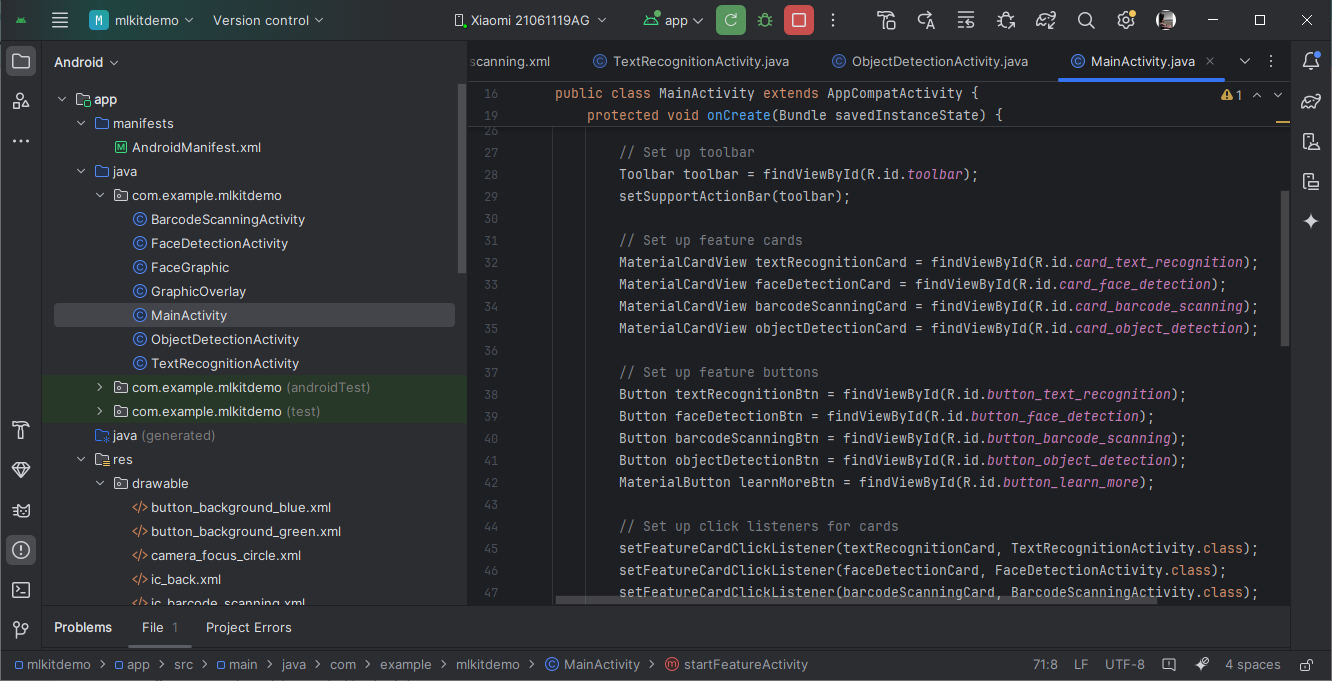 M mlkitdemo Version control Xiaomi 21061119AG app
Android
app
manifests
AndroidManifest.xml
java
com.example.mlkitdemo
BarcodeScanningActivity
FaceDetectionActivity
FaceGraphic
GraphicOverlay
MainActivity
ObjectDetectionActivity
TextRecognitionActivity
com.example.mlkitdemo (androidTest)
com.example.mlkitdemo (test)
java (generated)
res
drawable
button_background_blue.xml
button_background_green.xml
camera_focus_circle.xml
ic_back.xml
ic_barcode_scanning.xml
scanning.xml TextRecognitionActivity.java ObjectDetectionActivity.java MainActivity.java
16 public class MainActivity extends AppCompatActivity {
1
19 protected void onCreate(Bundle savedInstanceState) {
26
27 // Set up toolbar
28 Toolbar toolbar = findViewById(R.id.toolbar);
29 setSupportActionBar(toolbar);
30
31 // Set up feature cards
32 MaterialCardView textRecognitionCard = findViewById(R.id.card_text_recognition);
33 MaterialCardView faceDetectionCard = findViewById(R.id.card_face_detection);
34 MaterialCardView barcodeScanningCard = findViewById(R.id.card_barcode_scanning);
35 MaterialCardView objectDetectionCard = findViewById(R.id.card_object_detection);
36
37 // Set up feature buttons
38 Button textRecognitionBtn = findViewById(R.id.button_text_recognition);
39 Button faceDetectionBtn = findViewById(R.id.button_face_detection);
40 Button barcodeScanningBtn = findViewById(R.id.button_barcode_scanning);
41 Button objectDetectionBtn = findViewById(R.id.button_object_detection);
42 MaterialButton learnMoreBtn = findViewById(R.id.button_learn_more);
43
44 // Set up click listeners for cards
45 setFeatureCardClickListener(textRecognitionCard, TextRecognitionActivity.class);
46 setFeatureCardClickListener(faceDetectionCard, FaceDetectionActivity.class);
47 setFeatureCardClickListener(barcodeScanningCard, BarcodeScanningActivity.class);
Problems File 1 Project Errors
mlkitdemo > app > src > main > java > com > example > mlkitdemo > MainActivity > startFeatureActivity 71:8 LF UTF-8 4 spaces